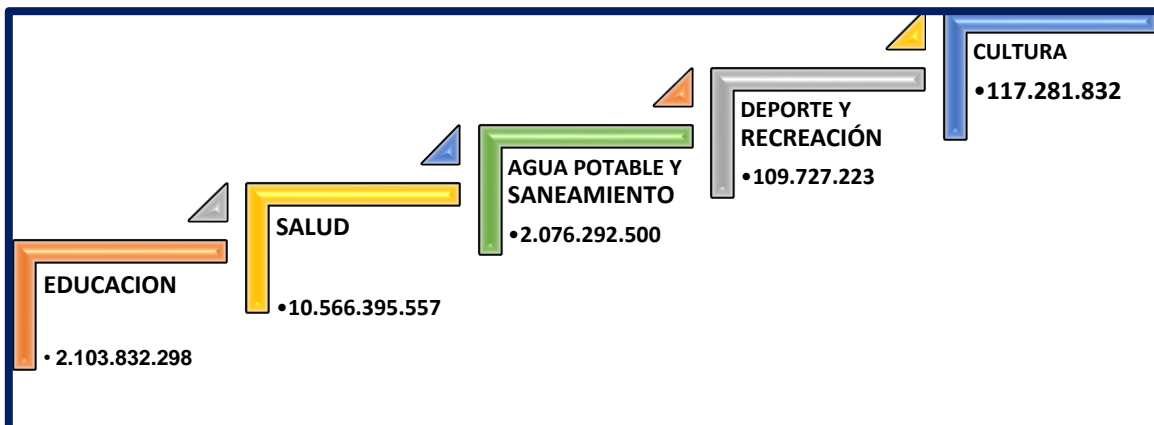 EDUCACION
• 2.103.832.298
SALUD
•10.566.395.557
AGUA POTABLE Y
SANEAMIENTO
•2.076.292.500
DEPORTE Y
RECREACIÓN
•109.727.223
CULTURA
•117.281.832